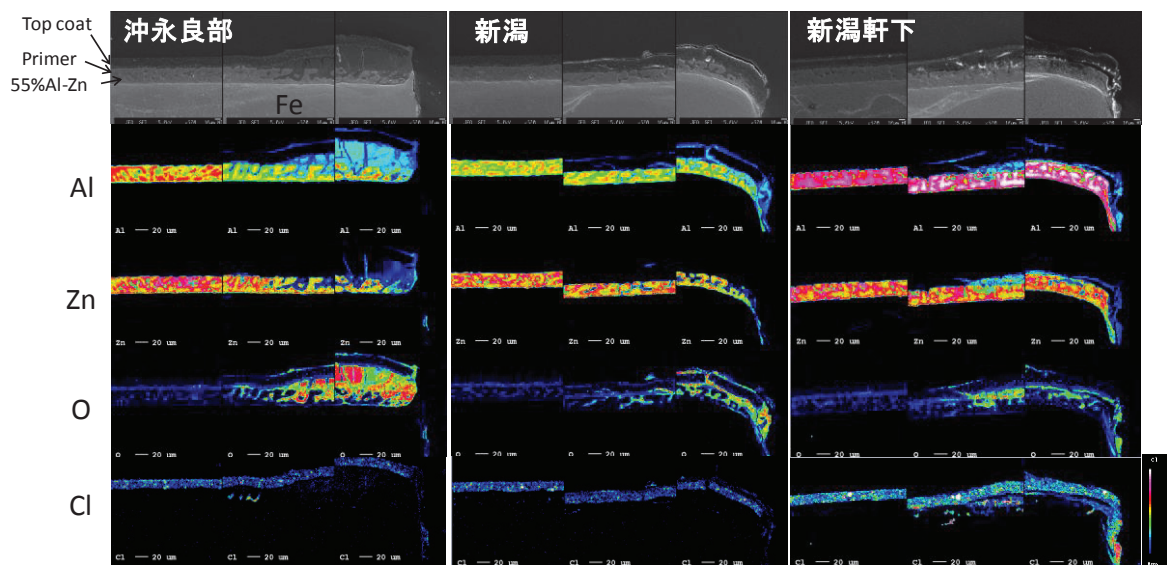 沖永良部
新潟
新潟軒下
Top coat
Primer
55%Al-Zn
Fe
Al
Al — 20 um Al — 20 um Al — 20 um
Al — 20 um Al — 20 um Al — 20 um
Al — 20 um Al — 20 um Al — 20 um
Zn
Zn — 20 um Zn — 20 um Zn — 20 um
Zn — 20 um Zn — 20 um Zn — 20 um
Zn — 20 um Zn — 20 um Zn — 20 um
O
O — 20 um O — 20 um O — 20 um
O — 20 um O — 20 um O — 20 um
O — 20 um O — 20 um O — 20 um
Cl
Cl — 20 um Cl — 20 um Cl — 20 um
Cl — 20 um Cl — 20 um Cl — 20 um
Cl — 20 um Cl — 20 um Cl — 20 um
Cl